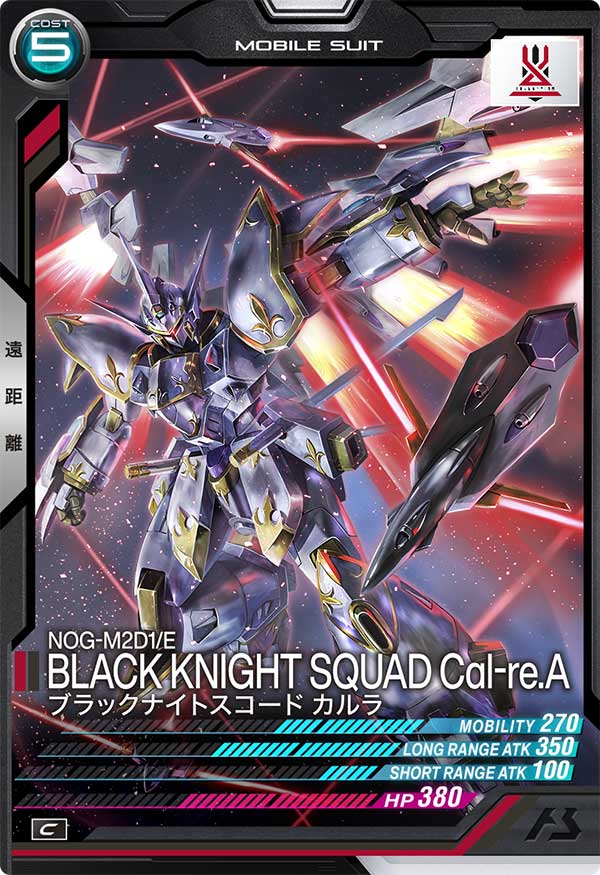 COST
5
MOBILE SUIT
遠距離
NOG-M2D1/E
BLACK KNIGHT SQUAD Cal-re.A
ブラックナイトスコード カルラ
MOBILITY 270
LONG RANGE ATK 350
SHORT RANGE ATK 100
HP 380
C